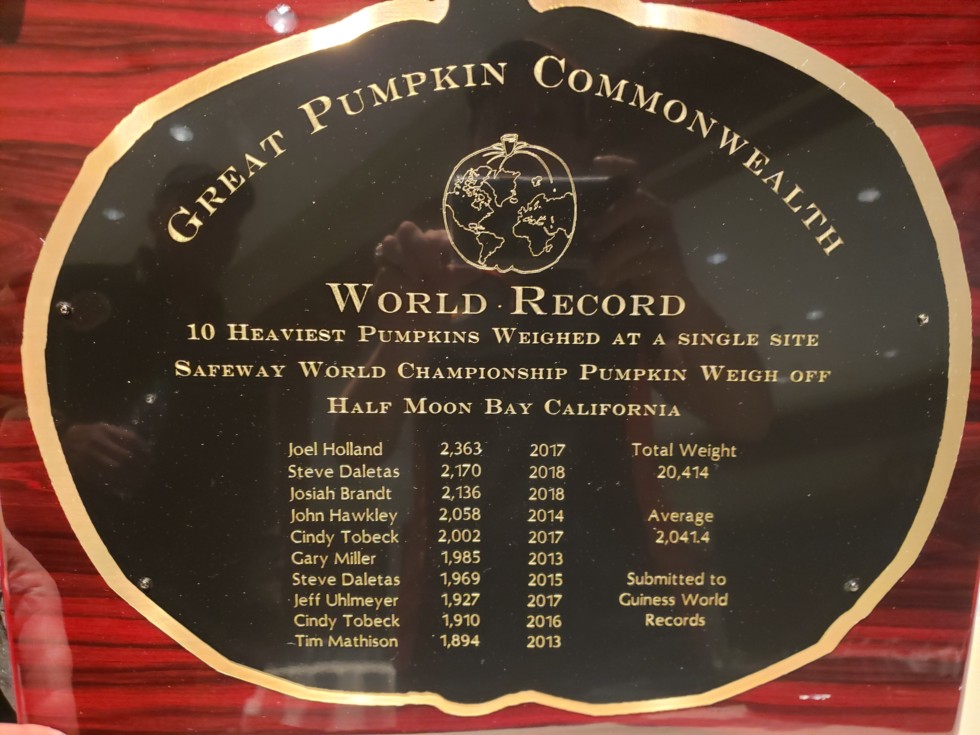 Great Pumpkin Commonwealth
World Record
10 Heaviest Pumpkins Weighed at a single site
Safeway World Championship Pumpkin Weigh off
Half Moon Bay California
Joel Holland 2,363 2017 Total Weight
Steve Daletas 2,170 2018 20,414
Josiah Brandt 2,136 2018
John Hawkley 2,058 2014 Average
Cindy Tobeck 2,002 2017 2,041.4
Gary Miller 1,985 2013
Steve Daletas 1,969 2015 Submitted to
Jeff Uhlmeyer 1,927 2017 Guiness World
Cindy Tobeck 1,910 2016 Records
Tim Mathison 1,894 2013